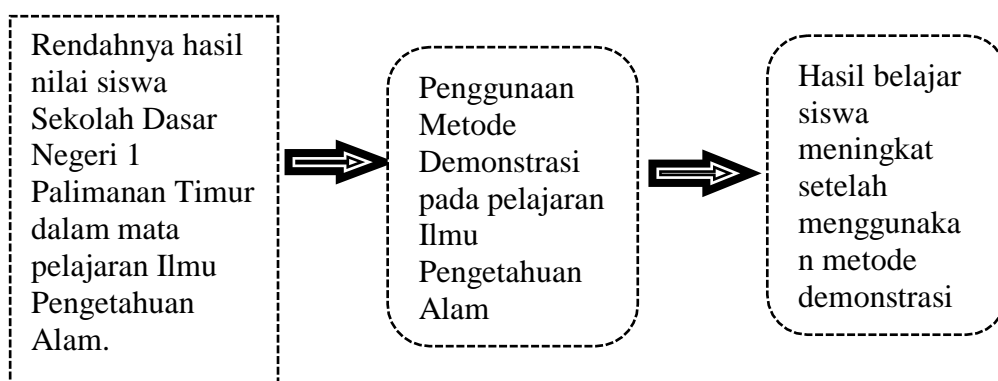 Rendahnya hasil
nilai siswa
Sekolah Dasar
Negeri 1
Palimanan Timur
dalam mata
pelajaran Ilmu
Pengetahuan
Alam.
Penggunaan
Metode
Demonstrasi
pada pelajaran
Ilmu
Pengetahuan
Alam
Hasil belajar
siswa
meningkat
setelah
menggunaka
n metode
demonstrasi